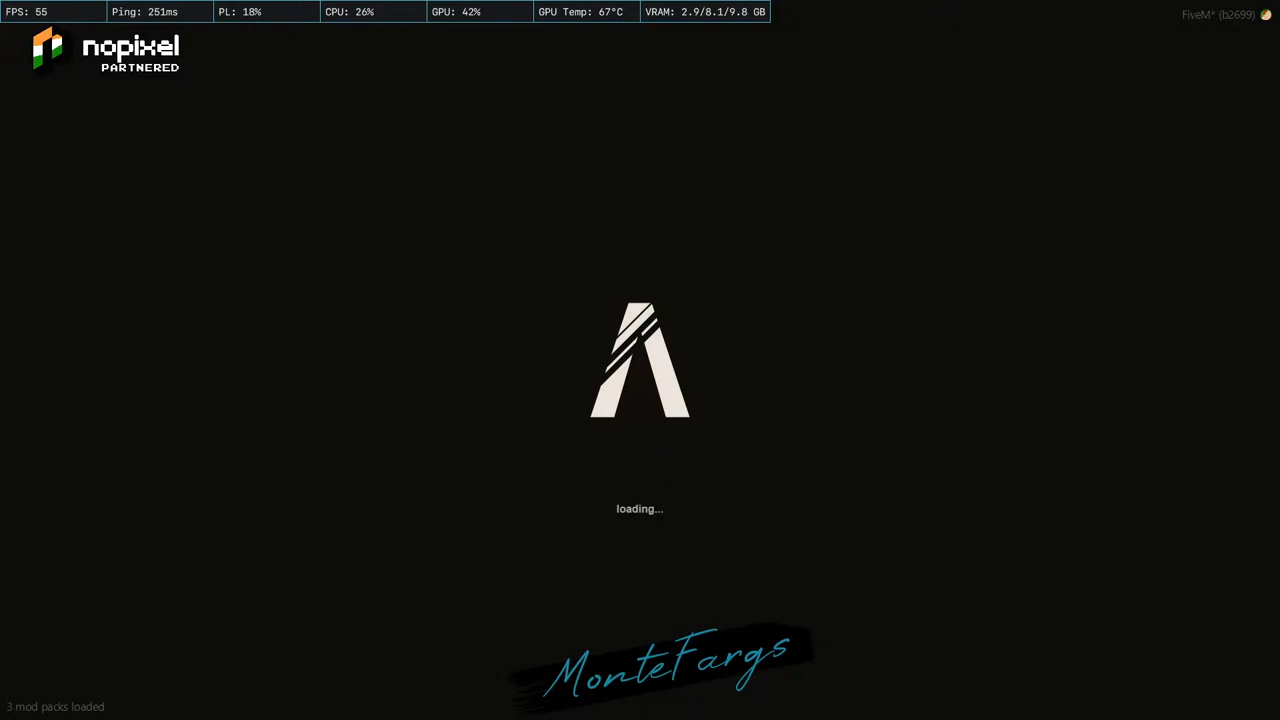 FPS: 55 Ping: 251ms PL: 18% CPU: 26% GPU: 42% GPU Temp: 67°C VRAM: 2.9/8.1/9.8 GB
FiveM* (b2699)
nopixel
PARTNERED
loading...
MonteFargs
3 mod packs loaded